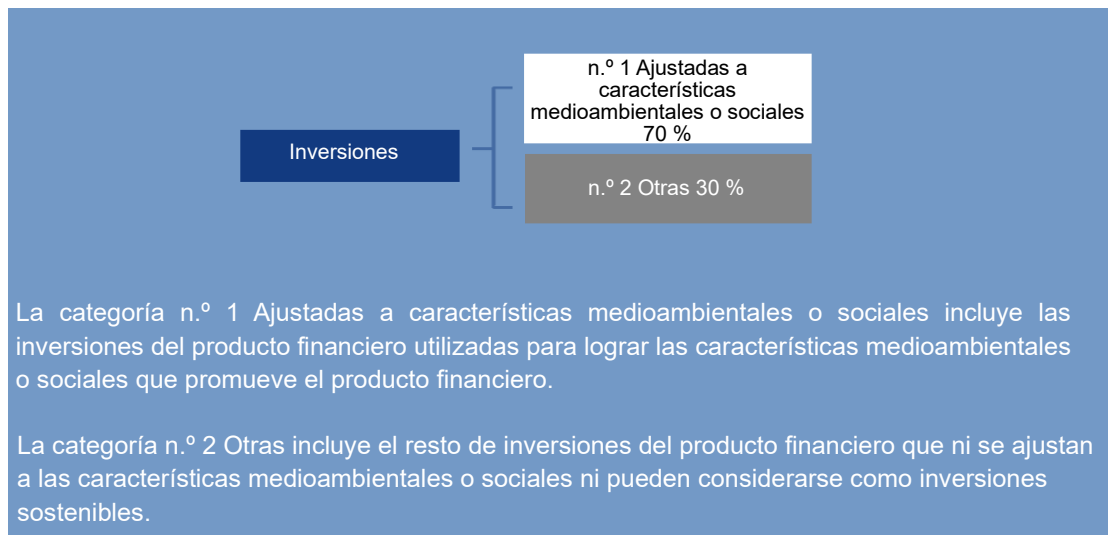 n.º 1 Ajustadas a
características
medioambientales o sociales
70 %
Inversiones
n.º 2 Otras 30 %
La categoría n.º 1 Ajustadas a características medioambientales o sociales incluye las
inversiones del producto financiero utilizadas para lograr las características medioambientales
o sociales que promueve el producto financiero.
La categoría n.º 2 Otras incluye el resto de inversiones del producto financiero que ni se ajustan
a las características medioambientales o sociales ni pueden considerarse como inversiones
sostenibles.